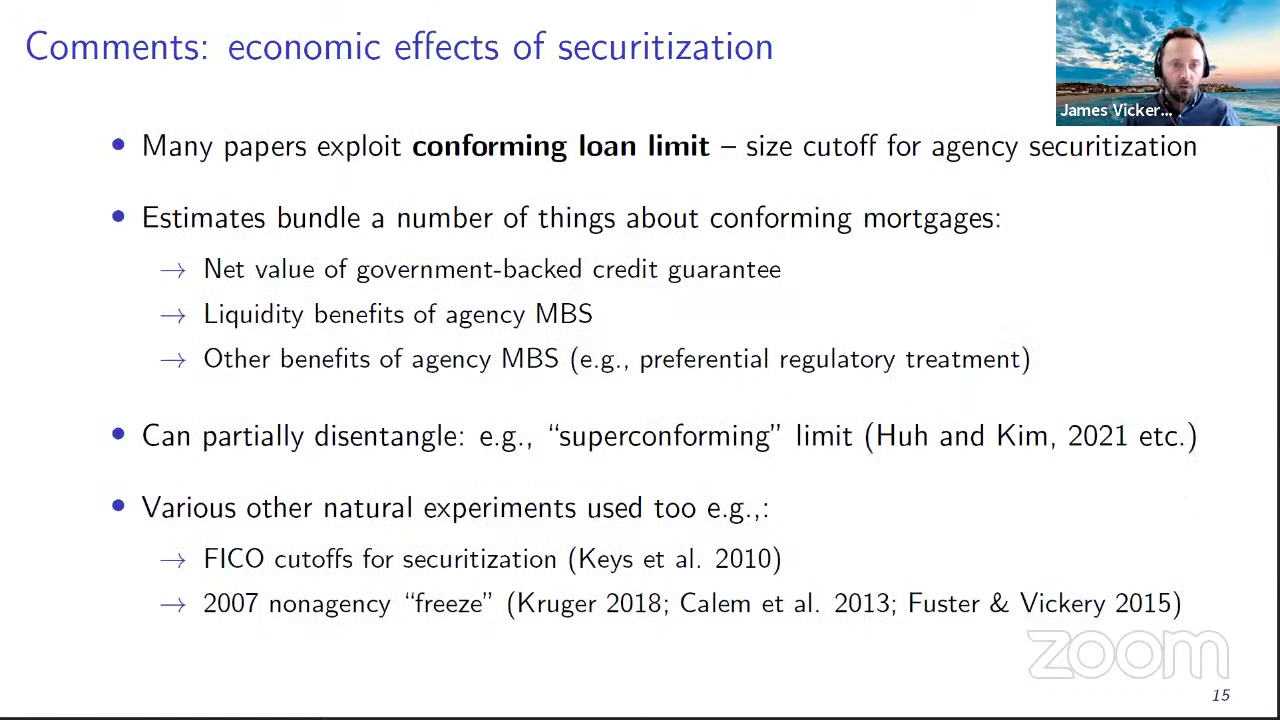 Comments: economic effects of securitization
James Vicker...
• Many papers exploit conforming loan limit – size cutoff for agency securitization
• Estimates bundle a number of things about conforming mortgages:
→ Net value of government-backed credit guarantee
→ Liquidity benefits of agency MBS
→ Other benefits of agency MBS (e.g., preferential regulatory treatment)
• Can partially disentangle: e.g., “superconforming” limit (Huh and Kim, 2021 etc.)
• Various other natural experiments used too e.g.,:
→ FICO cutoffs for securitization (Keys et al. 2010)
→ 2007 nonagency “freeze” (Kruger 2018; Calem et al. 2013; Fuster & Vickery 2015)
zoom
15